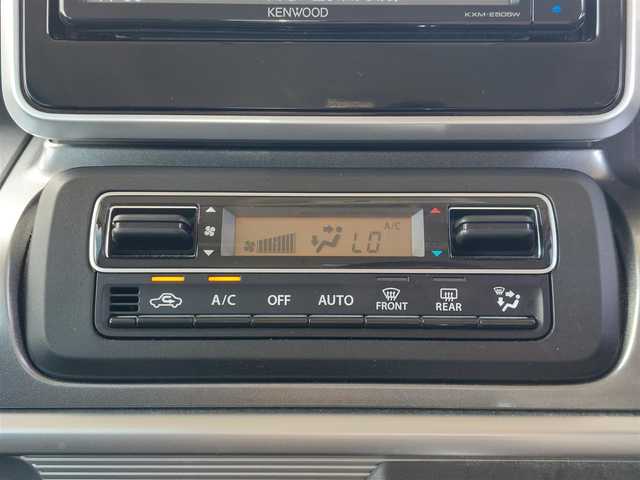 KENWOOD
KXM-E505W
A/C
LO
A/C
OFF
AUTO
FRONT
REAR